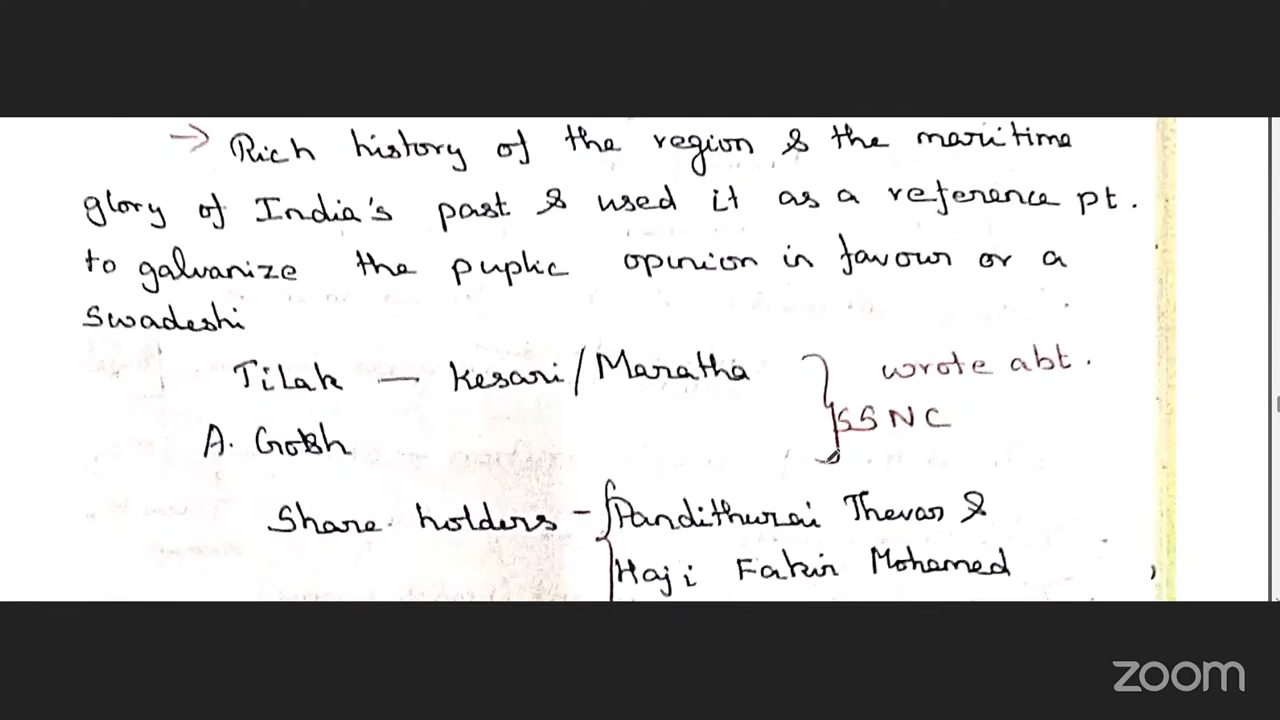 → Rich history of the region & the maritime
glory of India's past & used it as a reference pt.
to galvanize the puplic opinion in favour or a
Swadeshi
Tilak — Kesari/Maratha } wrote abt.
A. Gosh SSNC
Share holders - { Pandithurai Thevar &
Haji Fakir Mohamed
zoom